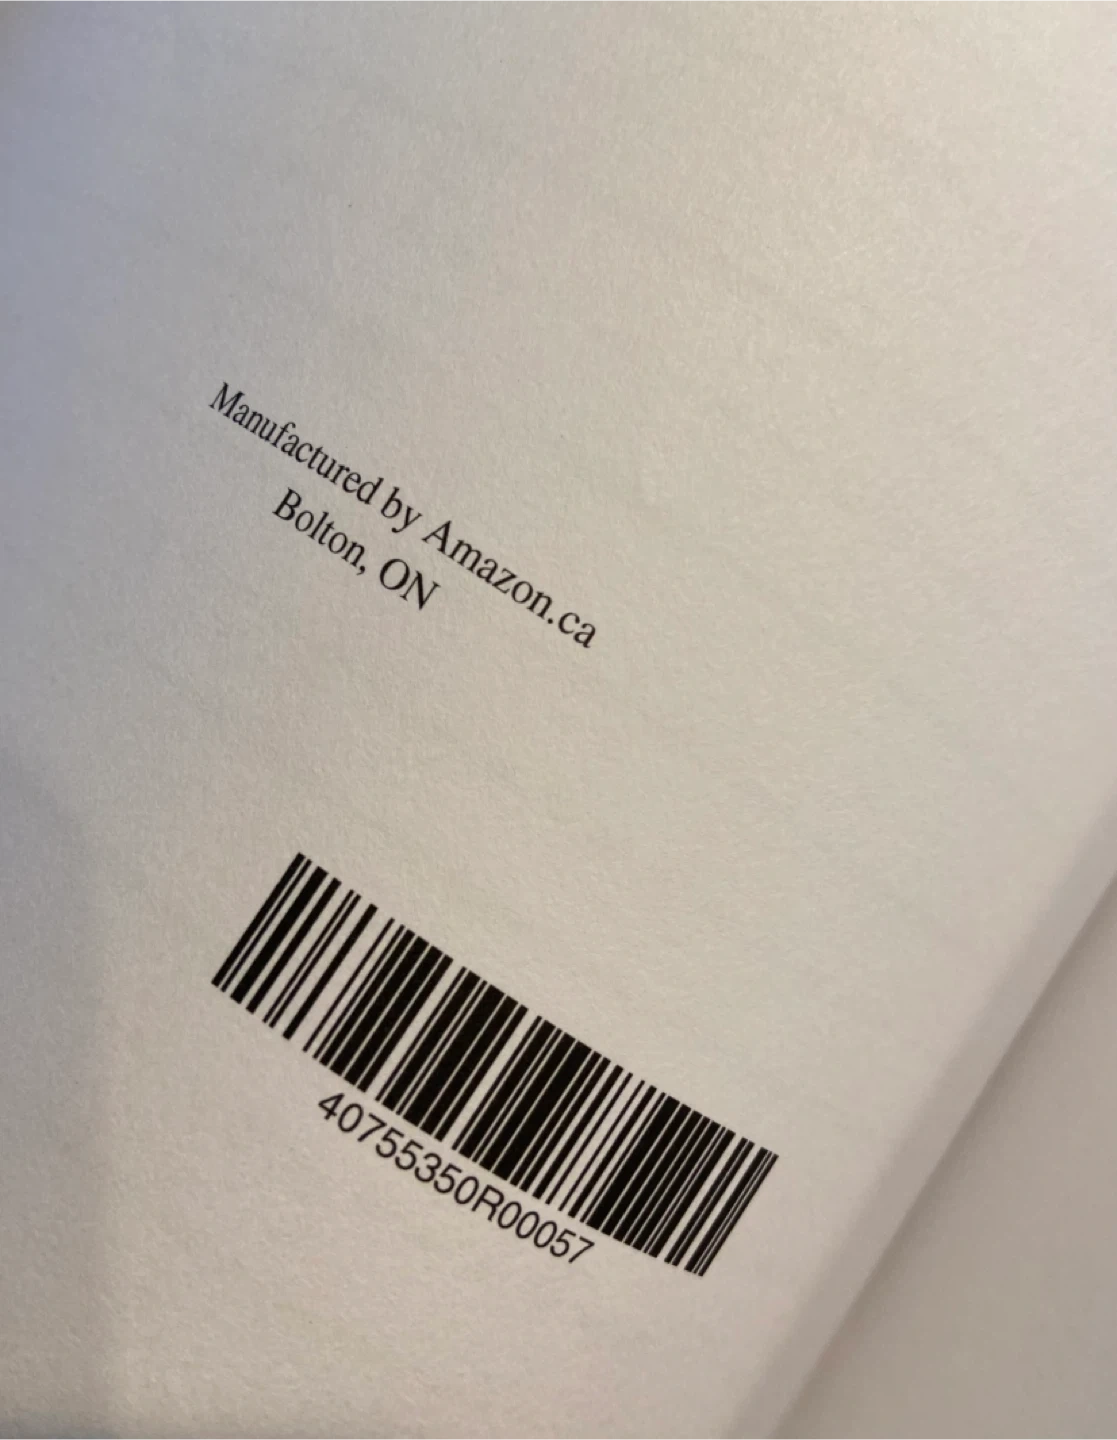 Manufactured by Amazon.ca
Bolton, ON
40755350R00057